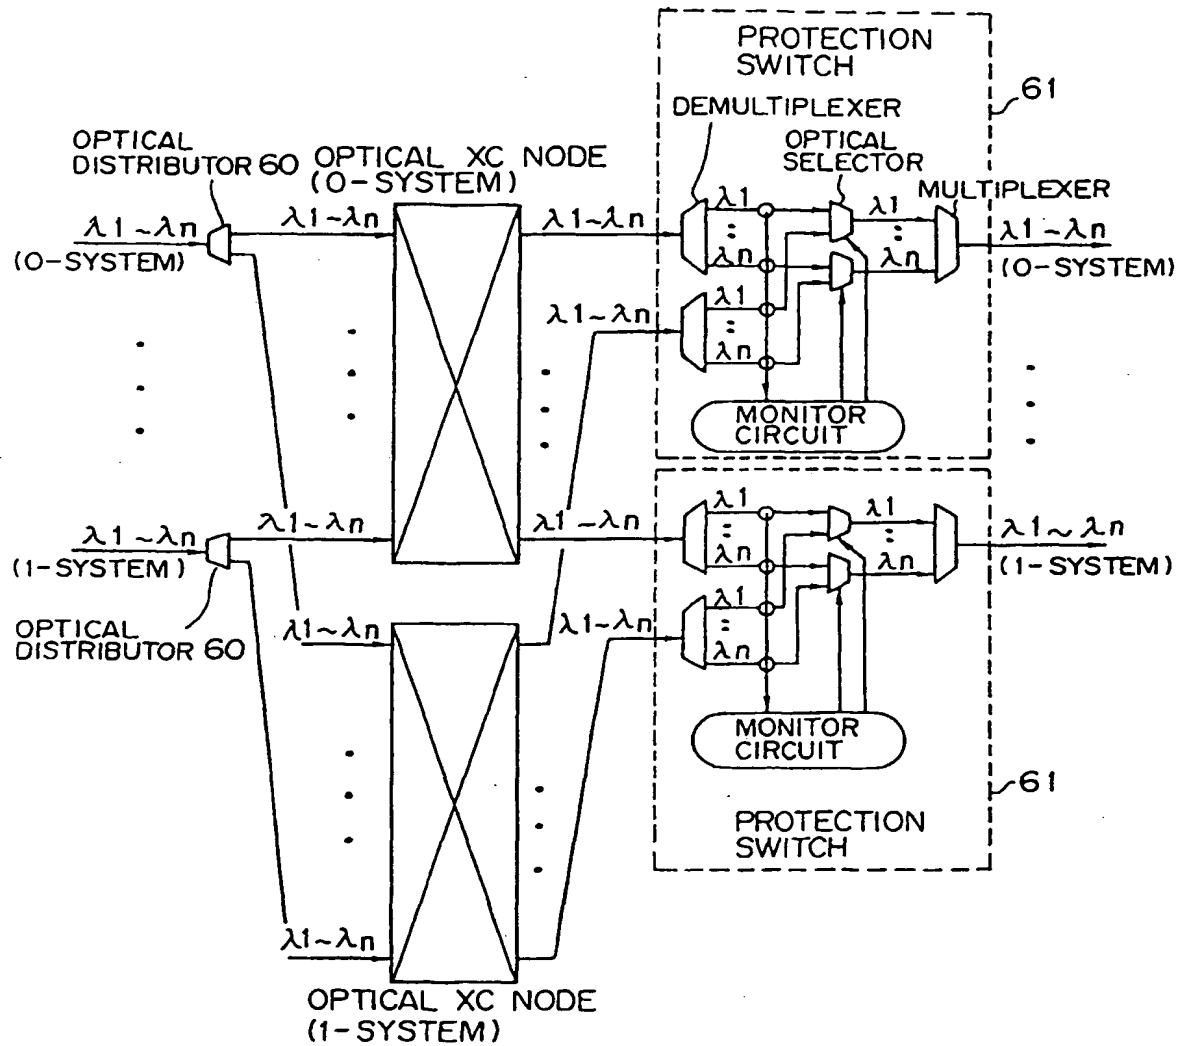 PROTECTION
SWITCH
61
DEMULTIPLEXER
OPTICAL
SELECTOR
MULTIPLEXER
OPTICAL
DISTRIBUTOR 60
OPTICAL XC NODE
(0-SYSTEM)
λ1~λn
(0-SYSTEM)
λ1~λn
λ1~λn
λ1
λn
λ1
λn
λ1
λn
λ1~λn
(0-SYSTEM)
λ1~λn
MONITOR
CIRCUIT
λ1~λn
(1-SYSTEM)
λ1~λn
λ1~λn
λ1
λn
λ1
λn
λ1
λn
λ1~λn
(1-SYSTEM)
OPTICAL
DISTRIBUTOR 60
λ1~λn
λ1~λn
MONITOR
CIRCUIT
61
PROTECTION
SWITCH
λ1~λn
OPTICAL XC NODE
(1-SYSTEM)